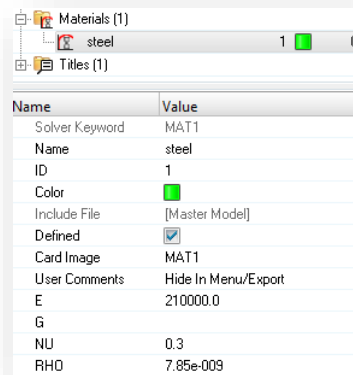 Materials (1)
steel 1
Titles (1)
Name Value
Solver Keyword MAT1
Name steel
ID 1
Color
Include File [Master Model]
Defined
Card Image MAT1
User Comments Hide In Menu/Export
E 210000.0
G
NU 0.3
RHO 7.85e-009